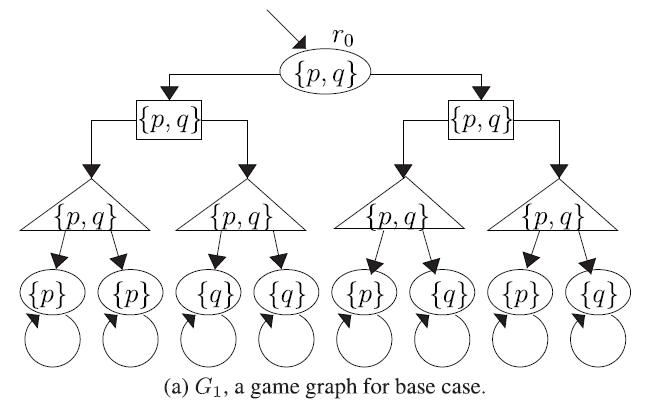 r₀
{p, q}
{p, q} {p, q}
{p, q} {p, q} {p, q} {p, q}
{p} {p} {q} {q} {p} {q} {p} {q}
(a) G₁, a game graph for base case.